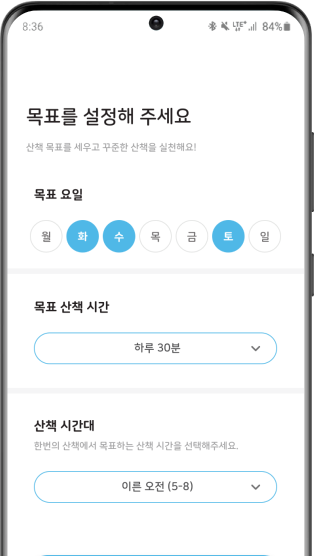 8:36 LTE+ 84%
목표를 설정해 주세요
산책 목표를 세우고 꾸준한 산책을 실천해요!
목표 요일
월 화 수 목 금 토 일
목표 산책 시간
하루 30분
산책 시간대
한번의 산책에서 목표하는 산책 시간을 선택해주세요.
이른 오전 (5-8)